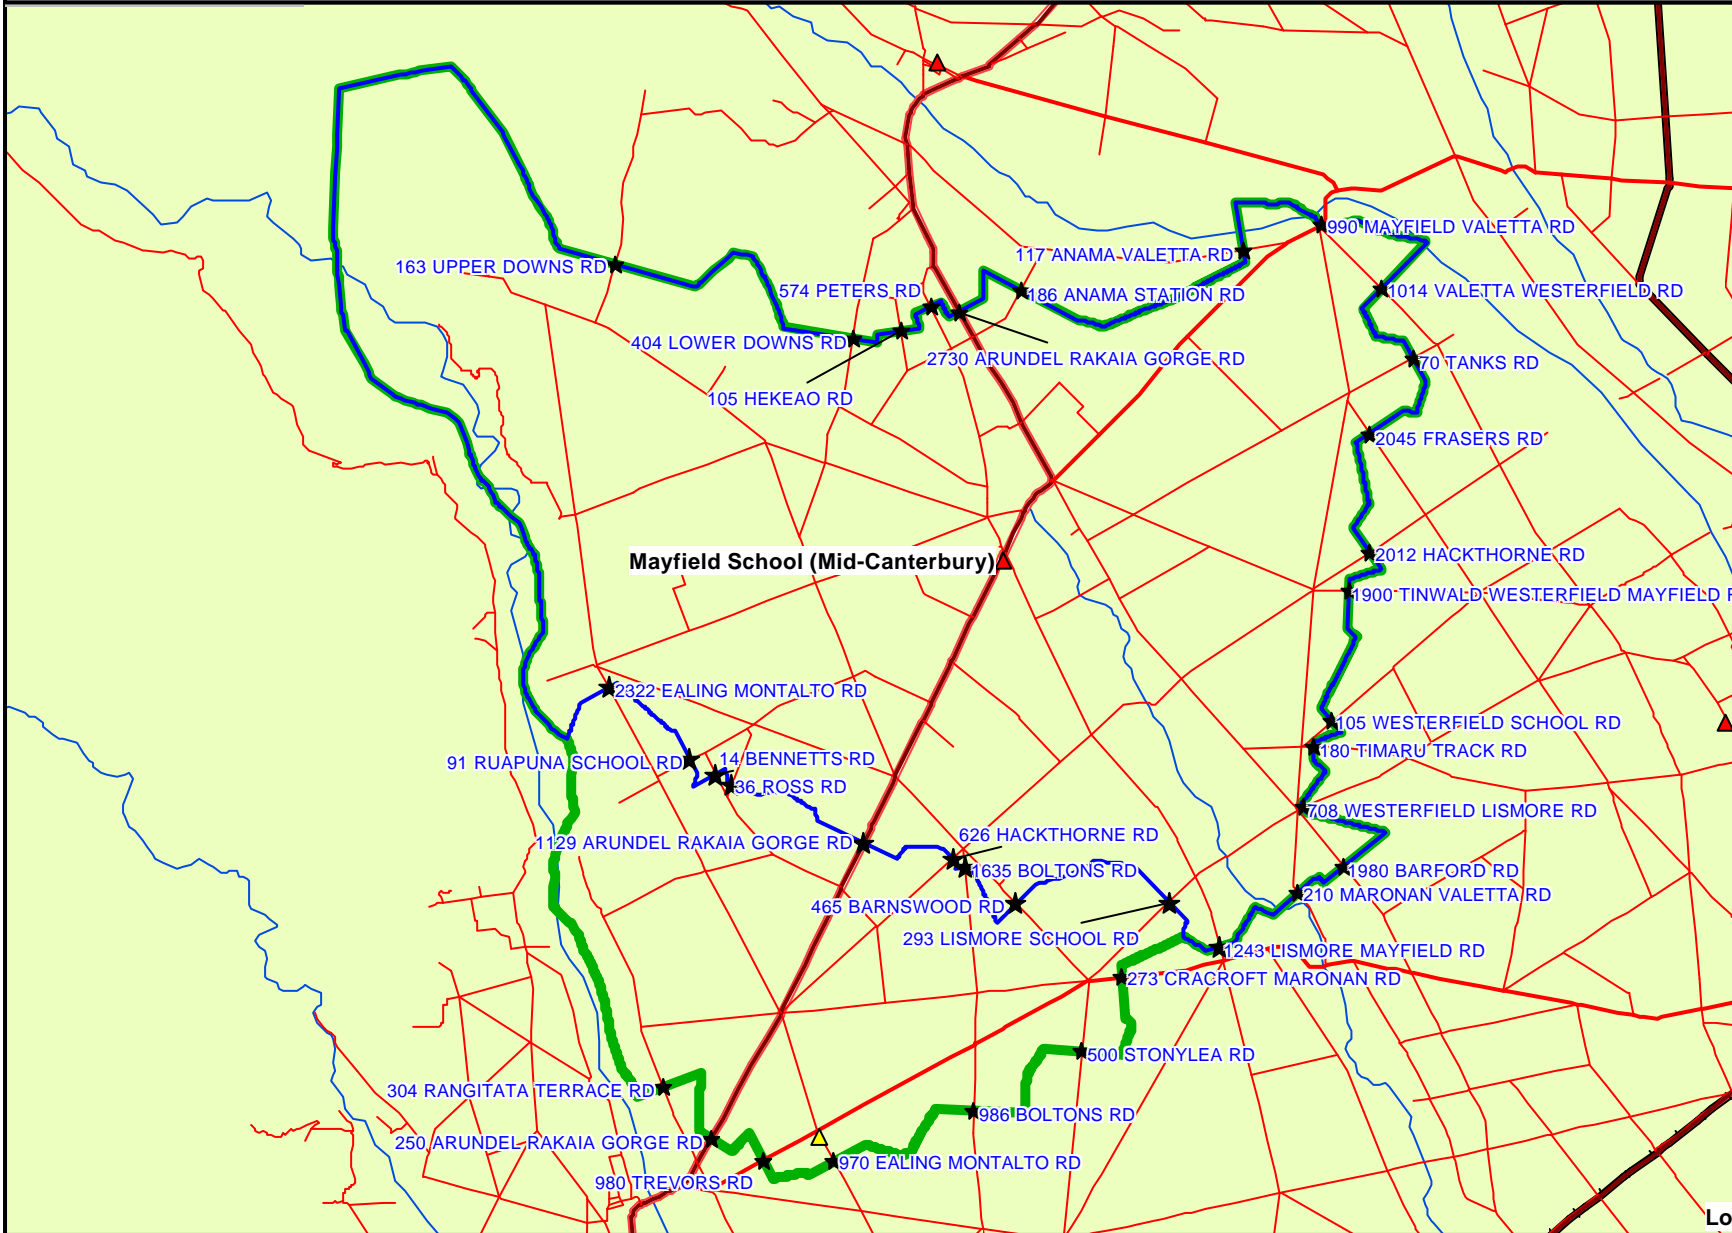 990 MAYFIELD VALETTA RD
117 ANAMA VALETTA RD
163 UPPER DOWNS RD
574 PETERS RD
186 ANAMA STATION RD
1014 VALETTA WESTERFIELD RD
404 LOWER DOWNS RD
2730 ARUNDEL RAKAIA GORGE RD
70 TANKS RD
105 HEKEAO RD
2045 FRASERS RD
Mayfield School (Mid-Canterbury)
2012 HACKTHORNE RD
1900 TINWALD WESTERFIELD MAYFIELD
2322 EALING MONTALTO RD
105 WESTERFIELD SCHOOL RD
180 TIMARU TRACK RD
91 RUAPUNA SCHOOL RD
14 BENNETTS RD
36 ROSS RD
708 WESTERFIELD LISMORE RD
626 HACKTHORNE RD
1129 ARUNDEL RAKAIA GORGE RD
1635 BOLTONS RD
1980 BARFORD RD
465 BARNSWOOD RD
210 MARONAN VALETTA RD
293 LISMORE SCHOOL RD
1243 LISMORE MAYFIELD RD
273 CRACROFT MARONAN RD
500 STONYLEA RD
304 RANGITATA TERRACE RD
986 BOLTONS RD
250 ARUNDEL RAKAIA GORGE RD
970 EALING MONTALTO RD
980 TREVORS RD
Lo